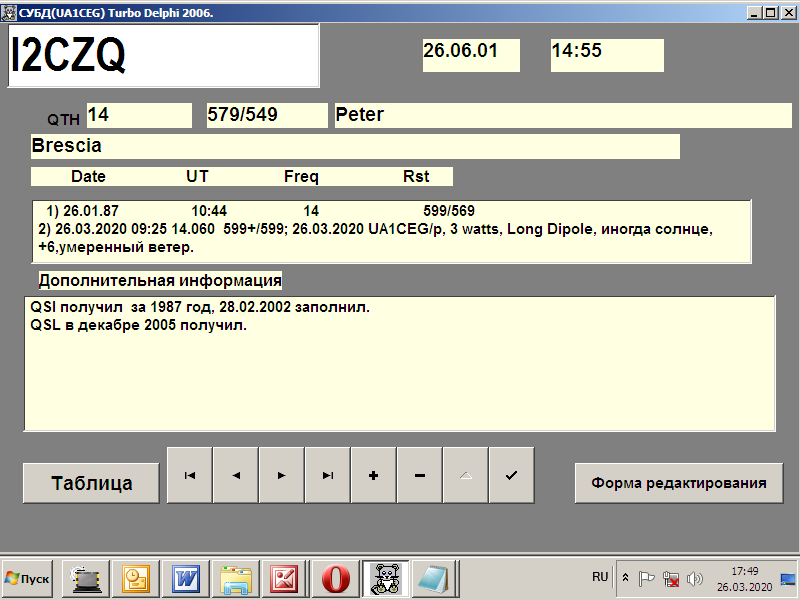 СУБД(UA1CEG) Turbo Delphi 2006.
I2CZQ
26.06.01 14:55
QTH 14 579/549 Peter
Brescia
Date UT Freq Rst
1) 26.01.87 10:44 14 599/569
2) 26.03.2020 09:25 14.060 599+/599; 26.03.2020 UA1CEG/p, 3 watts, Long Dipole, иногда солнце,
+6,умеренный ветер.
Дополнительная информация
QSl получил за 1987 год, 28.02.2002 заполнил.
QSL в декабре 2005 получил.
Таблица
Форма редактирования
Пуск
RU
17:49
26.03.2020